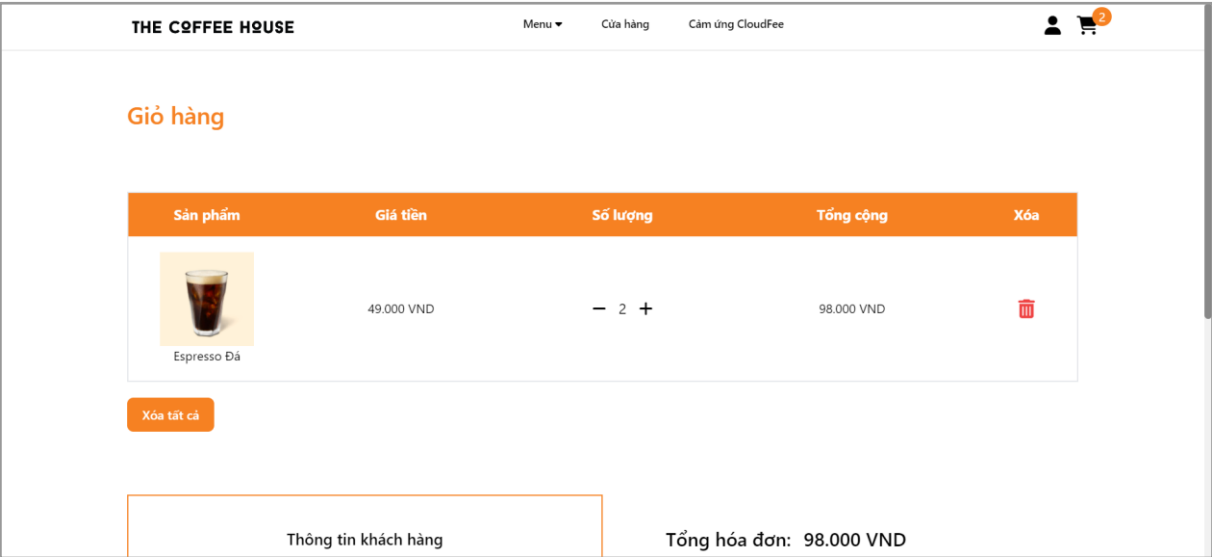 THE COFFEE HOUSE
Menu
Cửa hàng
Cảm ứng CloudFee
2
Giỏ hàng
Sản phẩm
Giá tiền
Số lượng
Tổng cộng
Xóa
49.000 VND
2
98.000 VND
Espresso Đá
Xóa tất cả
Thông tin khách hàng
Tổng hóa đơn: 98.000 VND